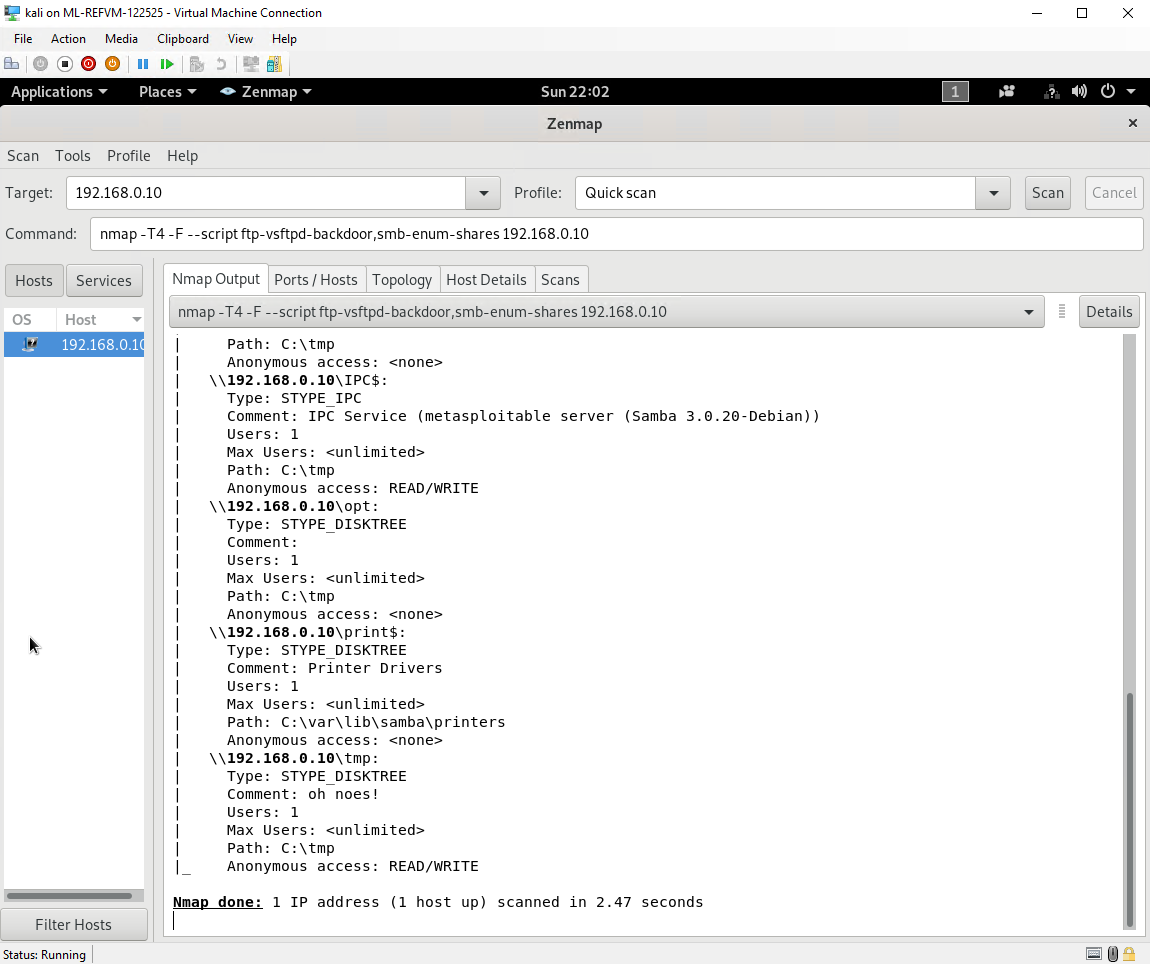 kali on ML-REFVM-122525 - Virtual Machine Connection
File Action Media Clipboard View Help
Applications Places Zenmap Sun 22:02 1
Zenmap
Scan Tools Profile Help
Target: 192.168.0.10 Profile: Quick scan Scan Cancel
Command: nmap -T4 -F --script ftp-vsftpd-backdoor,smb-enum-shares 192.168.0.10
Hosts Services Nmap Output Ports / Hosts Topology Host Details Scans
OS Host nmap -T4 -F --script ftp-vsftpd-backdoor,smb-enum-shares 192.168.0.10 Details
192.168.0.10
| Path: C:\tmp
| Anonymous access: <none>
| \\192.168.0.10\IPC$:
| Type: STYPE_IPC
| Comment: IPC Service (metasploitable server (Samba 3.0.20-Debian))
| Users: 1
| Max Users: <unlimited>
| Path: C:\tmp
| Anonymous access: READ/WRITE
| \\192.168.0.10\opt:
| Type: STYPE_DISKTREE
| Comment:
| Users: 1
| Max Users: <unlimited>
| Path: C:\tmp
| Anonymous access: <none>
| \\192.168.0.10\print$:
| Type: STYPE_DISKTREE
| Comment: Printer Drivers
| Users: 1
| Max Users: <unlimited>
| Path: C:\var\lib\samba\printers
| Anonymous access: <none>
| \\192.168.0.10\tmp:
| Type: STYPE_DISKTREE
| Comment: oh noes!
| Users: 1
| Max Users: <unlimited>
| Path: C:\tmp
|_ Anonymous access: READ/WRITE
Nmap done: 1 IP address (1 host up) scanned in 2.47 seconds
Filter Hosts
Status: Running